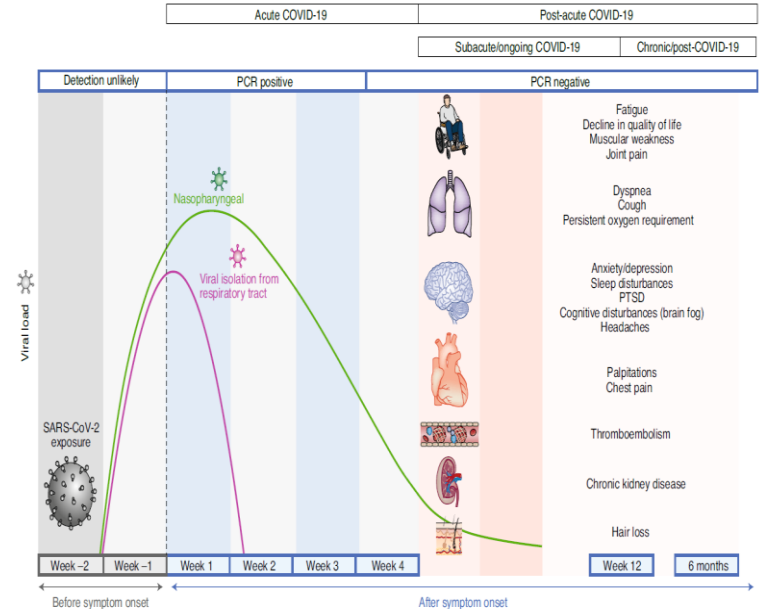 Acute COVID-19
Post-acute COVID-19
Subacute/ongoing COVID-19
Chronic/post-COVID-19
Detection unlikely
PCR positive
PCR negative
Fatigue
Decline in quality of life
Muscular weakness
Joint pain
Nasopharyngeal
Dyspnea
Cough
Persistent oxygen requirement
Viral isolation from
respiratory tract
Anxiety/depression
Sleep disturbances
PTSD
Cognitive disturbances (brain fog)
Headaches
Viral load
Palpitations
Chest pain
SARS-CoV-2
exposure
Thromboembolism
Chronic kidney disease
Hair loss
Week –2
Week –1
Week 1
Week 2
Week 3
Week 4
Week 12
6 months
Before symptom onset
After symptom onset